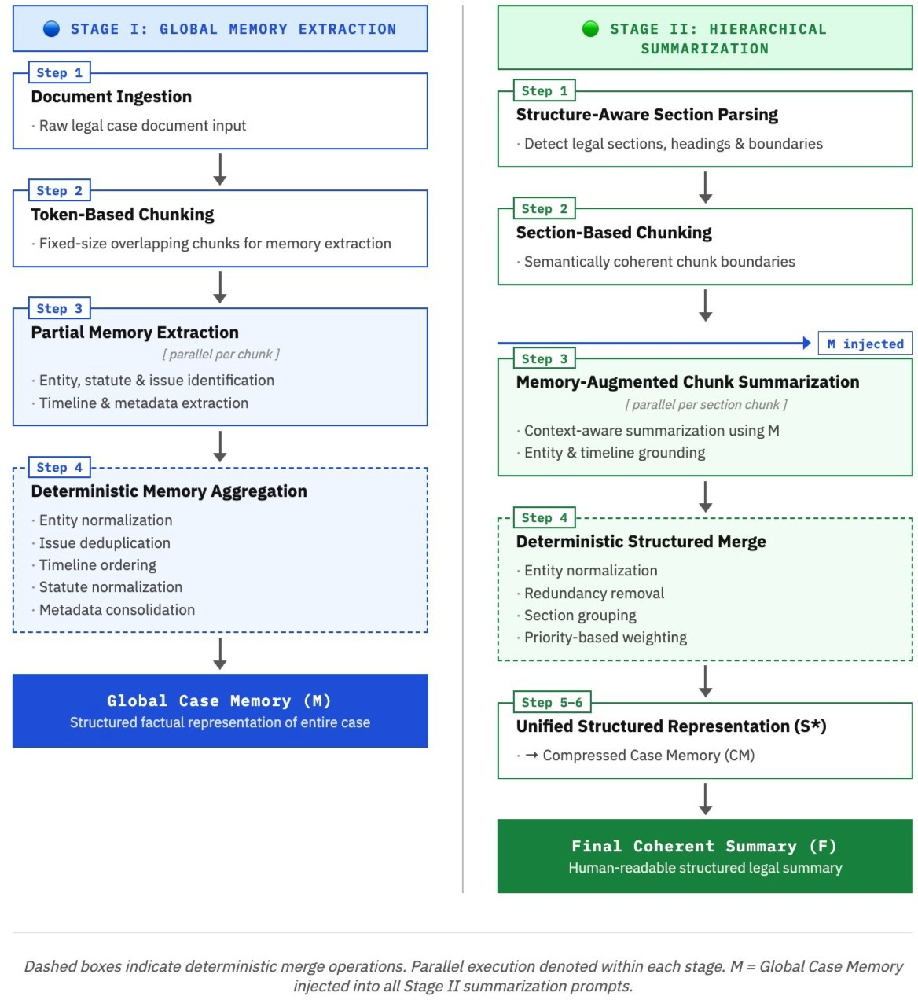 STAGE I: GLOBAL MEMORY EXTRACTION
Step 1
Document Ingestion
· Raw legal case document input
Step 2
Token-Based Chunking
· Fixed-size overlapping chunks for memory extraction
Step 3
Partial Memory Extraction
[ parallel per chunk ]
· Entity, statute & issue identification
· Timeline & metadata extraction
Step 4
Deterministic Memory Aggregation
· Entity normalization
· Issue deduplication
· Timeline ordering
· Statute normalization
· Metadata consolidation
Global Case Memory (M)
Structured factual representation of entire case
STAGE II: HIERARCHICAL
SUMMARIZATION
Step 1
Structure-Aware Section Parsing
· Detect legal sections, headings & boundaries
Step 2
Section-Based Chunking
· Semantically coherent chunk boundaries
M injected
Step 3
Memory-Augmented Chunk Summarization
[ parallel per section chunk ]
· Context-aware summarization using M
· Entity & timeline grounding
Step 4
Deterministic Structured Merge
· Entity normalization
· Redundancy removal
· Section grouping
· Priority-based weighting
Step 5–6
Unified Structured Representation (S*)
· → Compressed Case Memory (CM)
Final Coherent Summary (F)
Human-readable structured legal summary
Dashed boxes indicate deterministic merge operations. Parallel execution denoted within each stage. M = Global Case Memory
injected into all Stage II summarization prompts.